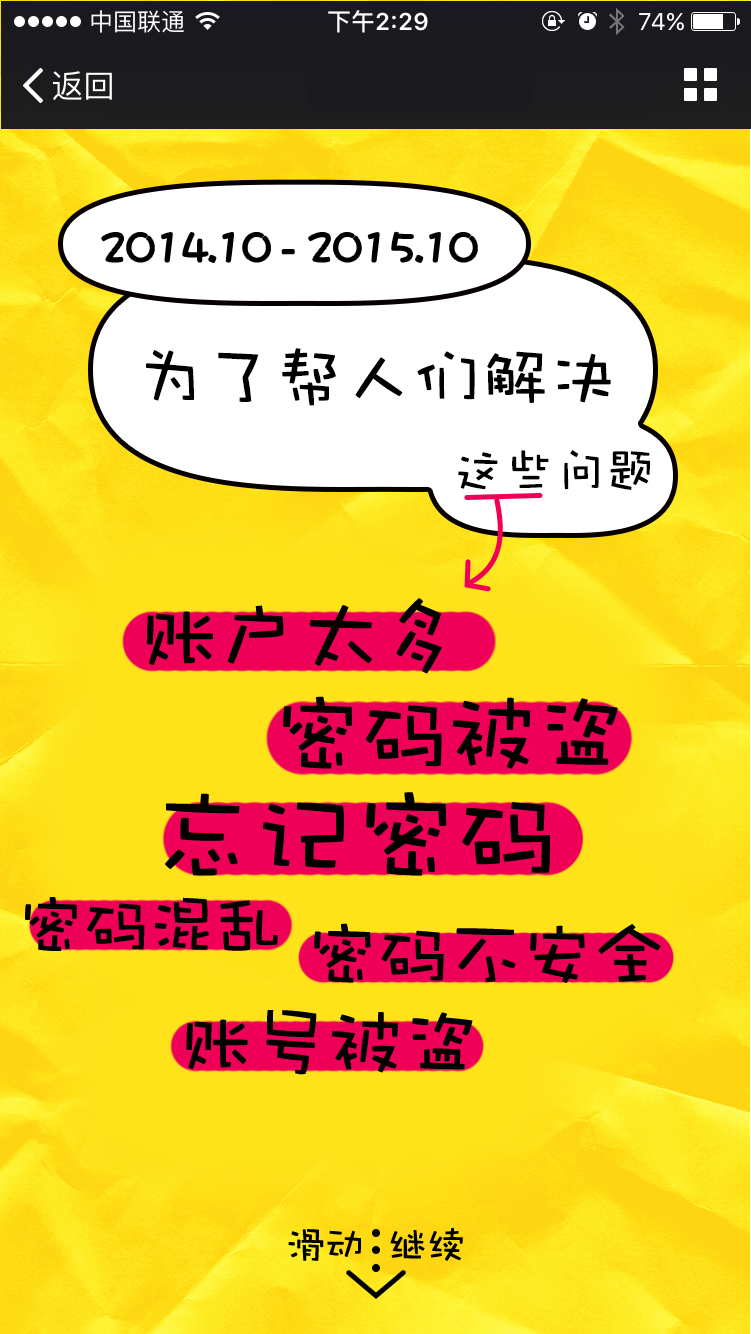 中国联通 下午2:29 74%
返回
2014.10-2015.10
为了帮人们解决
这些问题
账户太多
密码被盗
忘记密码
密码混乱
密码不安全
账号被盗
滑动 继续